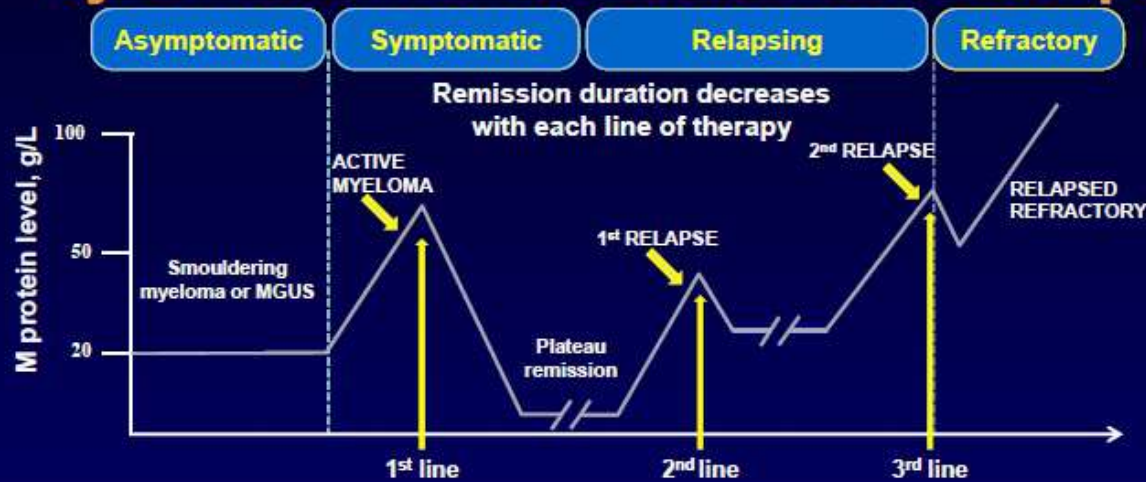 Asymptomatic
Symptomatic
Relapsing
Refractory
Remission duration decreases
with each line of therapy
M protein level, g/L
100
50
20
ACTIVE
MYELOMA
Smouldering
myeloma or MGUS
Plateau
remission
1st RELAPSE
2nd RELAPSE
RELAPSED
REFRACTORY
1st line
2nd line
3rd line